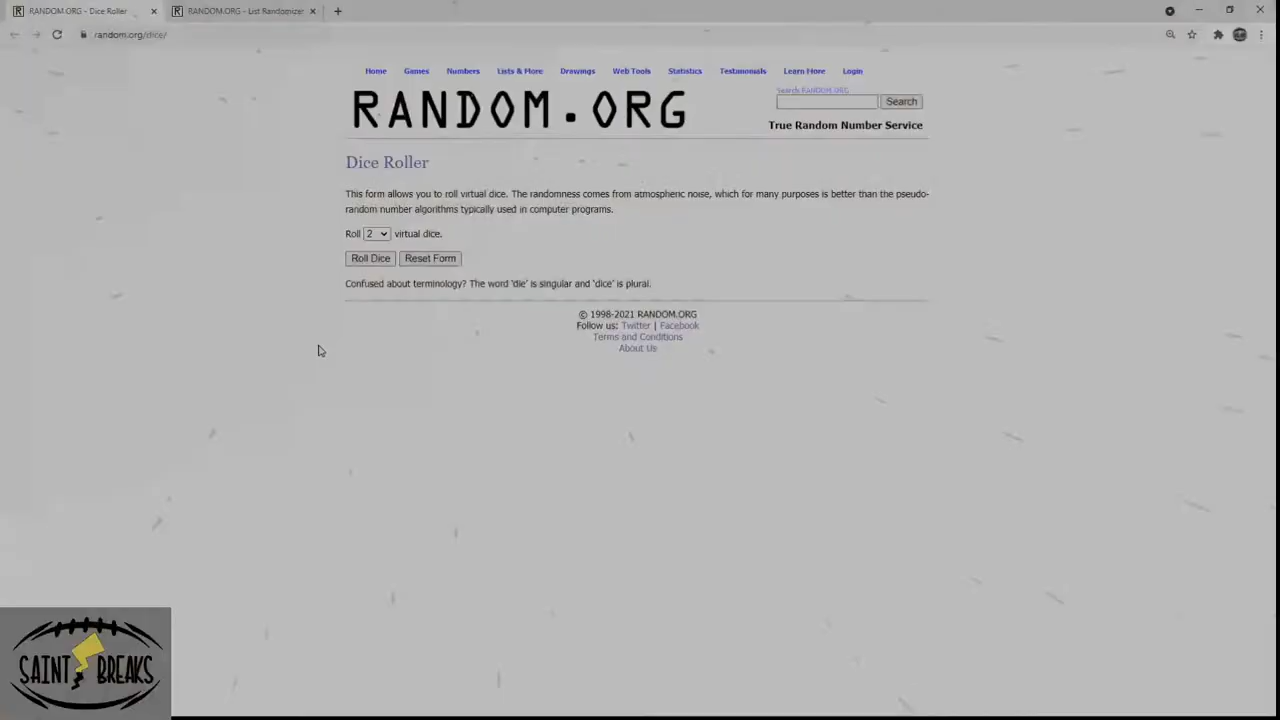 RANDOM.ORG - Dice Roller
RANDOM.ORG - List Randomizer
random.org/dice/
Home Games Numbers Lists & More Drawings Web Tools Statistics Testimonials Learn More Login
Search RANDOM.ORG
RANDOM.ORG
Search
True Random Number Service
Dice Roller
This form allows you to roll virtual dice. The randomness comes from atmospheric noise, which for many purposes is better than the pseudo-
random number algorithms typically used in computer programs.
Roll 2 virtual dice.
Roll Dice Reset Form
Confused about terminology? The word 'die' is singular and 'dice' is plural.
© 1998-2021 RANDOM.ORG
Follow us: Twitter | Facebook
Terms and Conditions
About Us
SAINT BREAKS